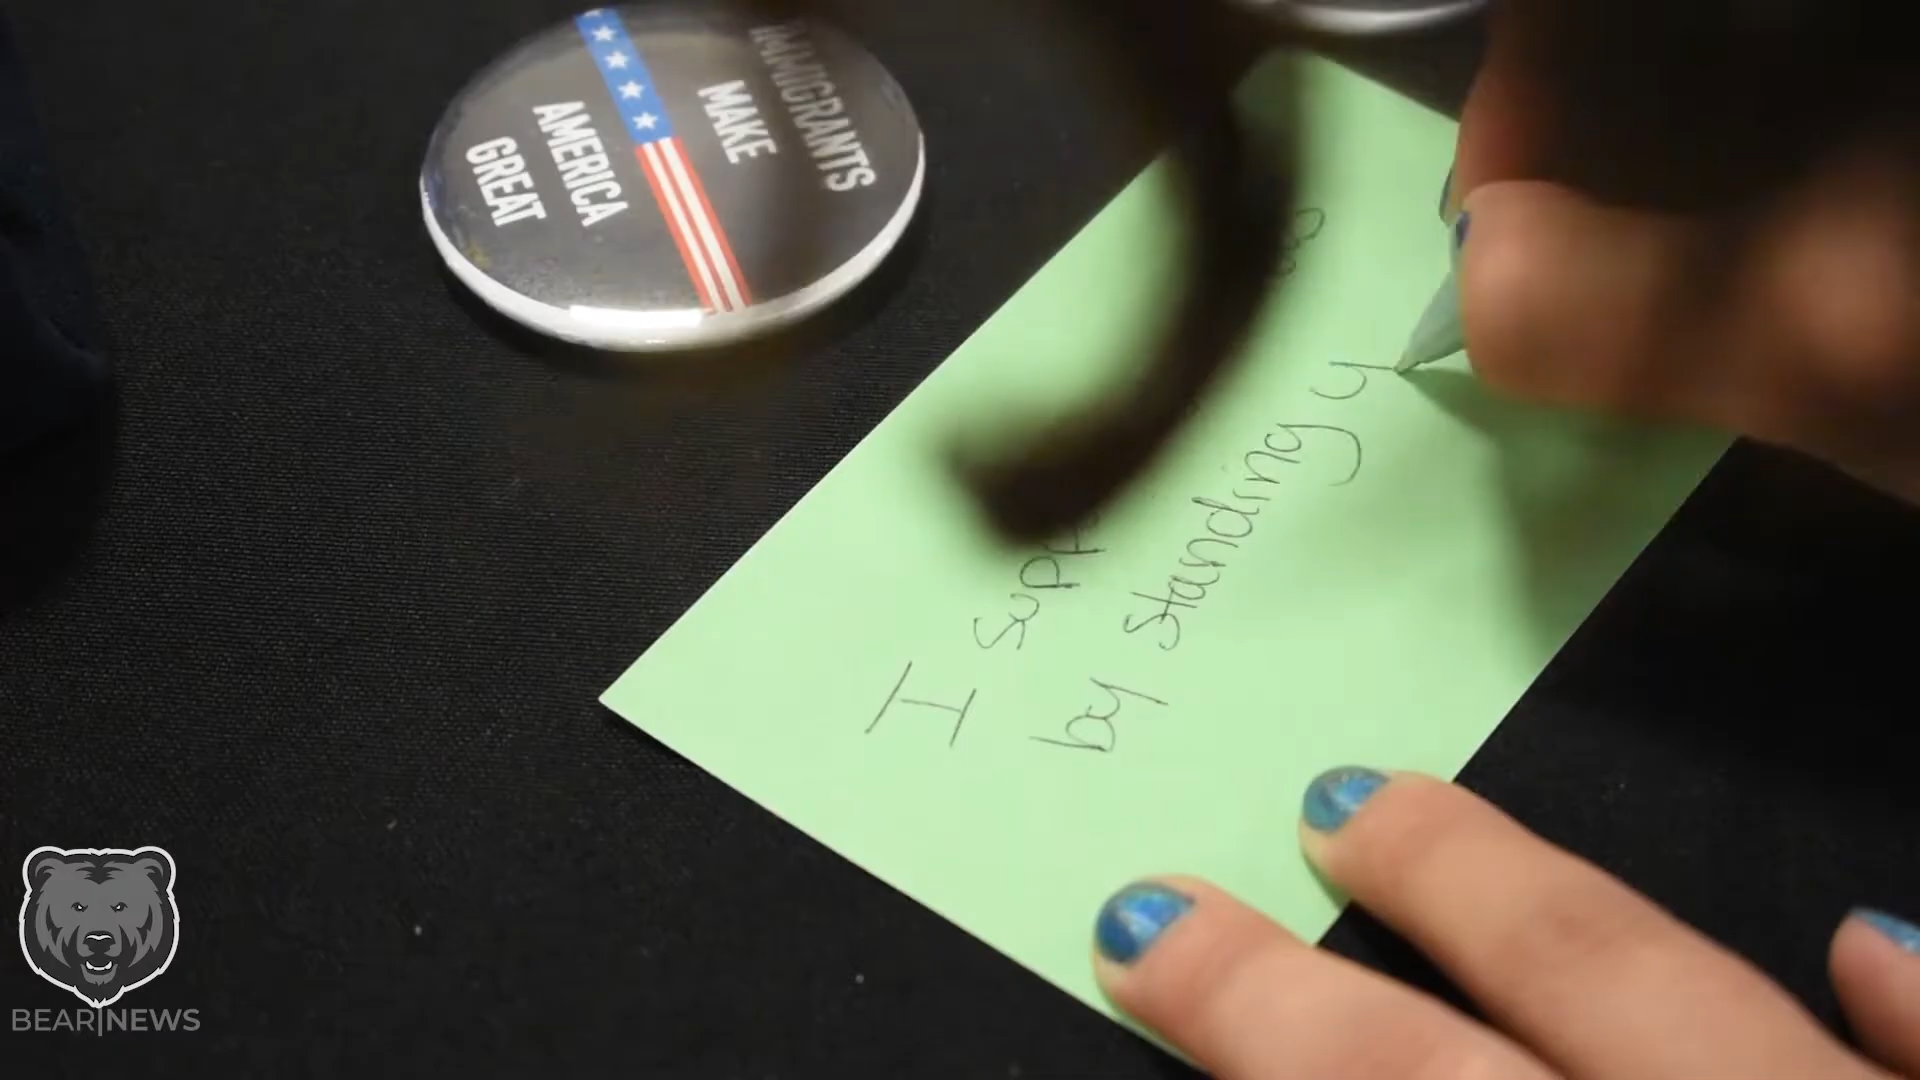 IMMIGRANTS
MAKE
AMERICA
GREAT
I
by standing
BEAR NEWS